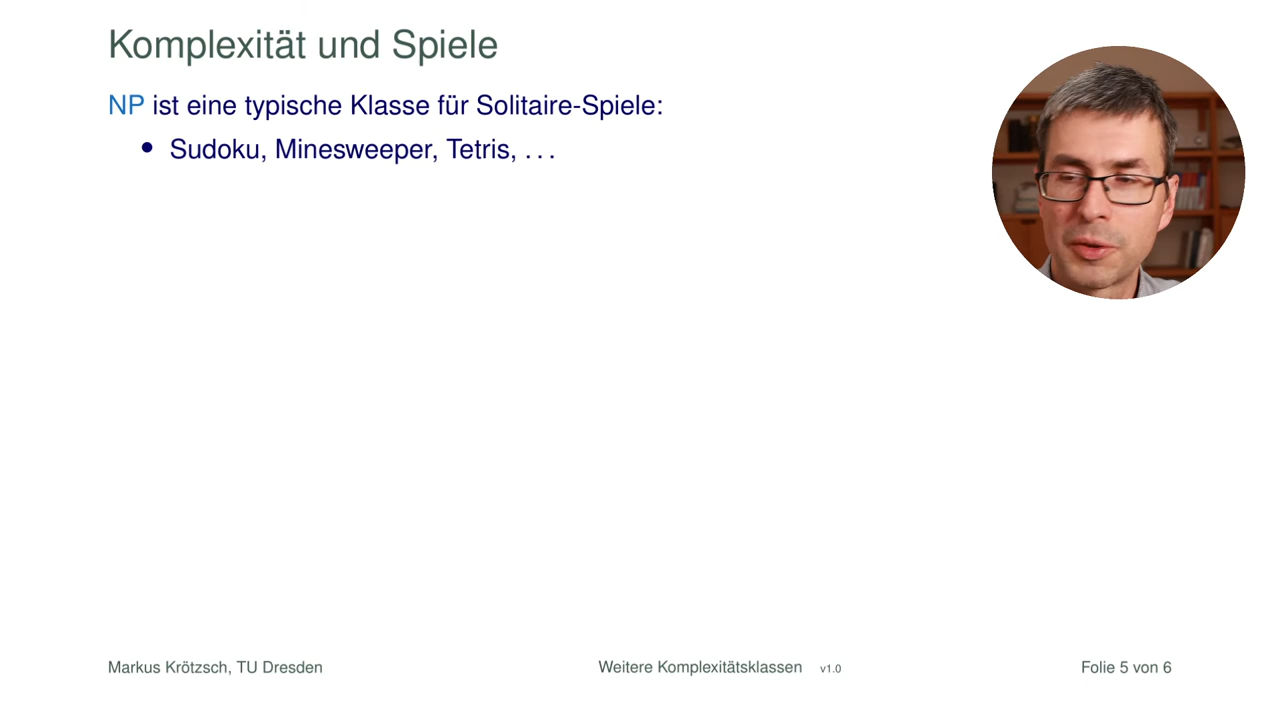 Komplexität und Spiele
NP ist eine typische Klasse für Solitaire-Spiele:
• Sudoku, Minesweeper, Tetris, . . .
Markus Krötzsch, TU Dresden
Weitere Komplexitätsklassen v1.0
Folie 5 von 6